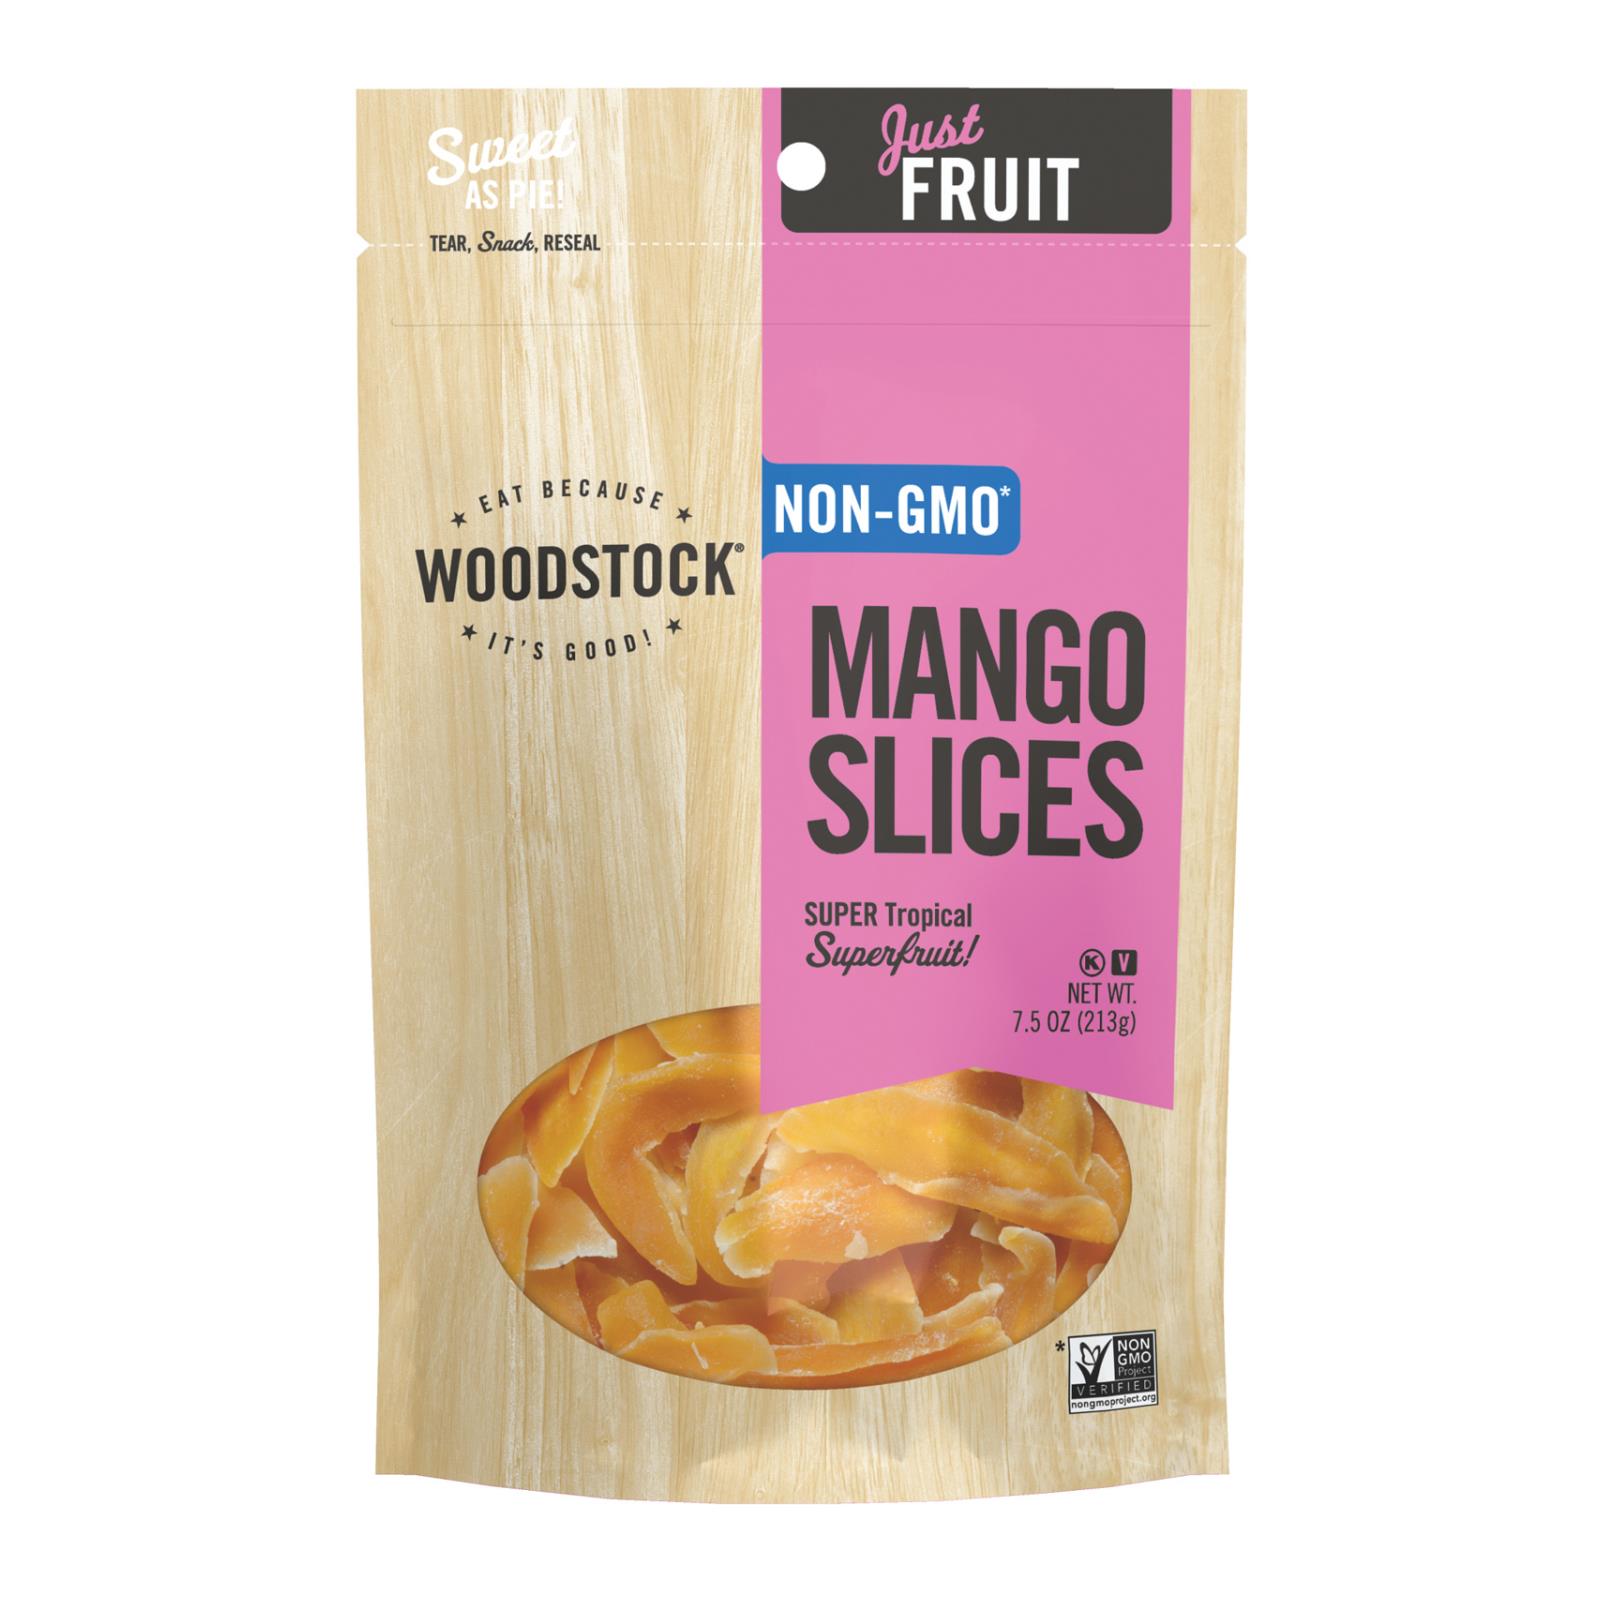 Sweet
AS PIE!
TEAR, Snack, RESEAL
Just
FRUIT
EAT BECAUSE
WOODSTOCK®
IT'S GOOD!
NON-GMO*
MANGO
SLICES
SUPER Tropical
Superfruit!
K V
NET WT.
7.5 OZ (213g)
*
NON
GMO
Project
VERIFIED
nongmoproject.org